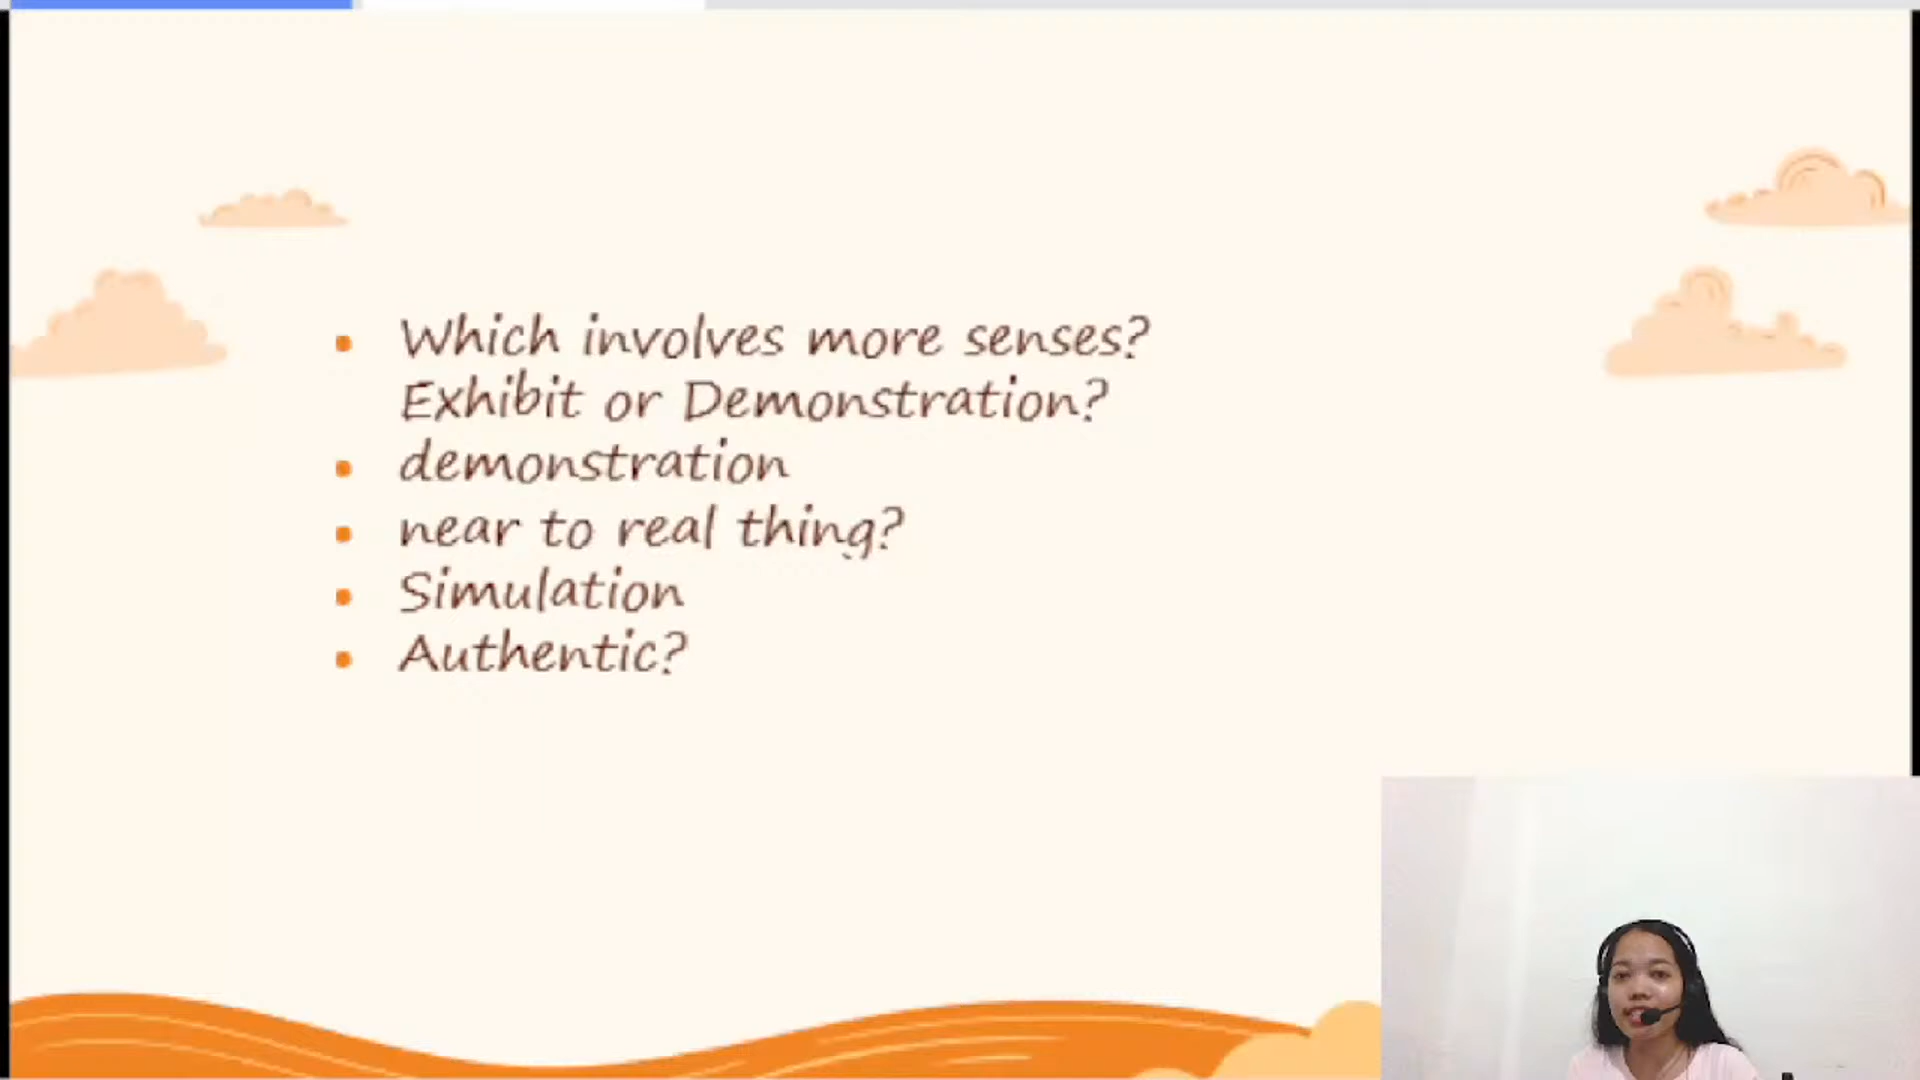 Which involves more senses?
Exhibit or Demonstration?
demonstration
near to real thing?
Simulation
Authentic?